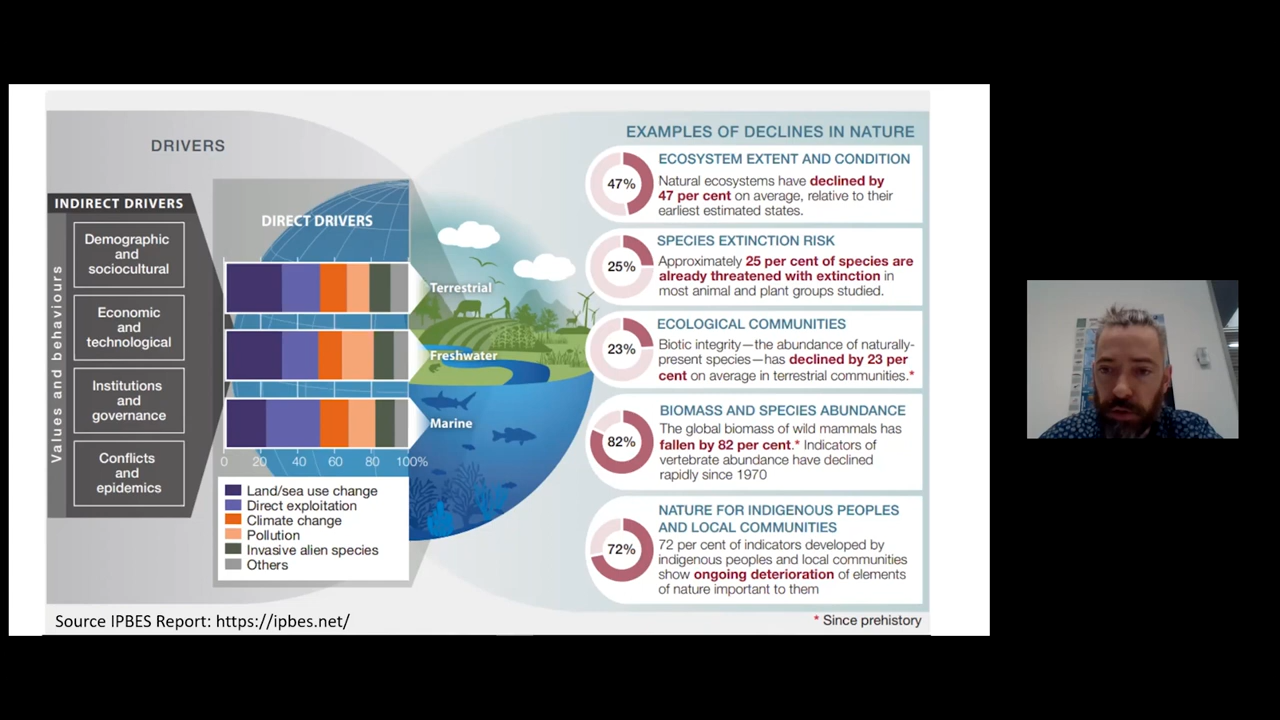 DRIVERS
INDIRECT DRIVERS
Values and behaviours
Demographic
and
sociocultural
Economic
and
technological
Institutions
and
governance
Conflicts
and
epidemics
DIRECT DRIVERS
Terrestrial
Freshwater
Marine
0 20 40 60 80 100%
Land/sea use change
Direct exploitation
Climate change
Pollution
Invasive alien species
Others
EXAMPLES OF DECLINES IN NATURE
47%
ECOSYSTEM EXTENT AND CONDITION
Natural ecosystems have declined by
47 per cent on average, relative to their
earliest estimated states.
25%
SPECIES EXTINCTION RISK
Approximately 25 per cent of species are
already threatened with extinction in
most animal and plant groups studied.
23%
ECOLOGICAL COMMUNITIES
Biotic integrity—the abundance of naturally-
present species—has declined by 23 per
cent on average in terrestrial communities.*
82%
BIOMASS AND SPECIES ABUNDANCE
The global biomass of wild mammals has
fallen by 82 per cent.* Indicators of
vertebrate abundance have declined
rapidly since 1970
72%
NATURE FOR INDIGENOUS PEOPLES
AND LOCAL COMMUNITIES
72 per cent of indicators developed by
indigenous peoples and local communities
show ongoing deterioration of elements
of nature important to them
Source IPBES Report: https://ipbes.net/
* Since prehistory